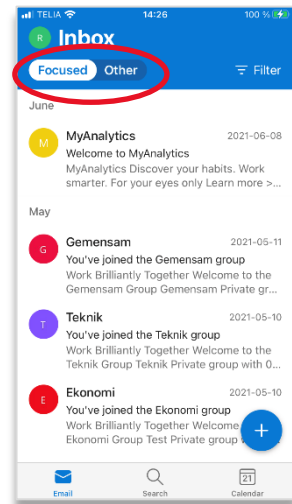 TELIA 14:26 100 %
R Inbox
Focused Other Filter
June
M MyAnalytics 2021-06-08
Welcome to MyAnalytics
MyAnalytics Discover your habits. Work
smarter. For your eyes only Learn more >...
May
G Gemensam 2021-05-11
You've joined the Gemensam group
Work Brilliantly Together Welcome to the
Gemensam Group Gemensam Private gr...
T Teknik 2021-05-10
You've joined the Teknik group
Work Brilliantly Together Welcome to the
Teknik Group Teknik Private group with 0...
E Ekonomi 2021-05-10
You've joined the Ekonomi group
Work Brilliantly Together Welcome
Ekonomi Group Test Private group
Email Search 21 Calendar